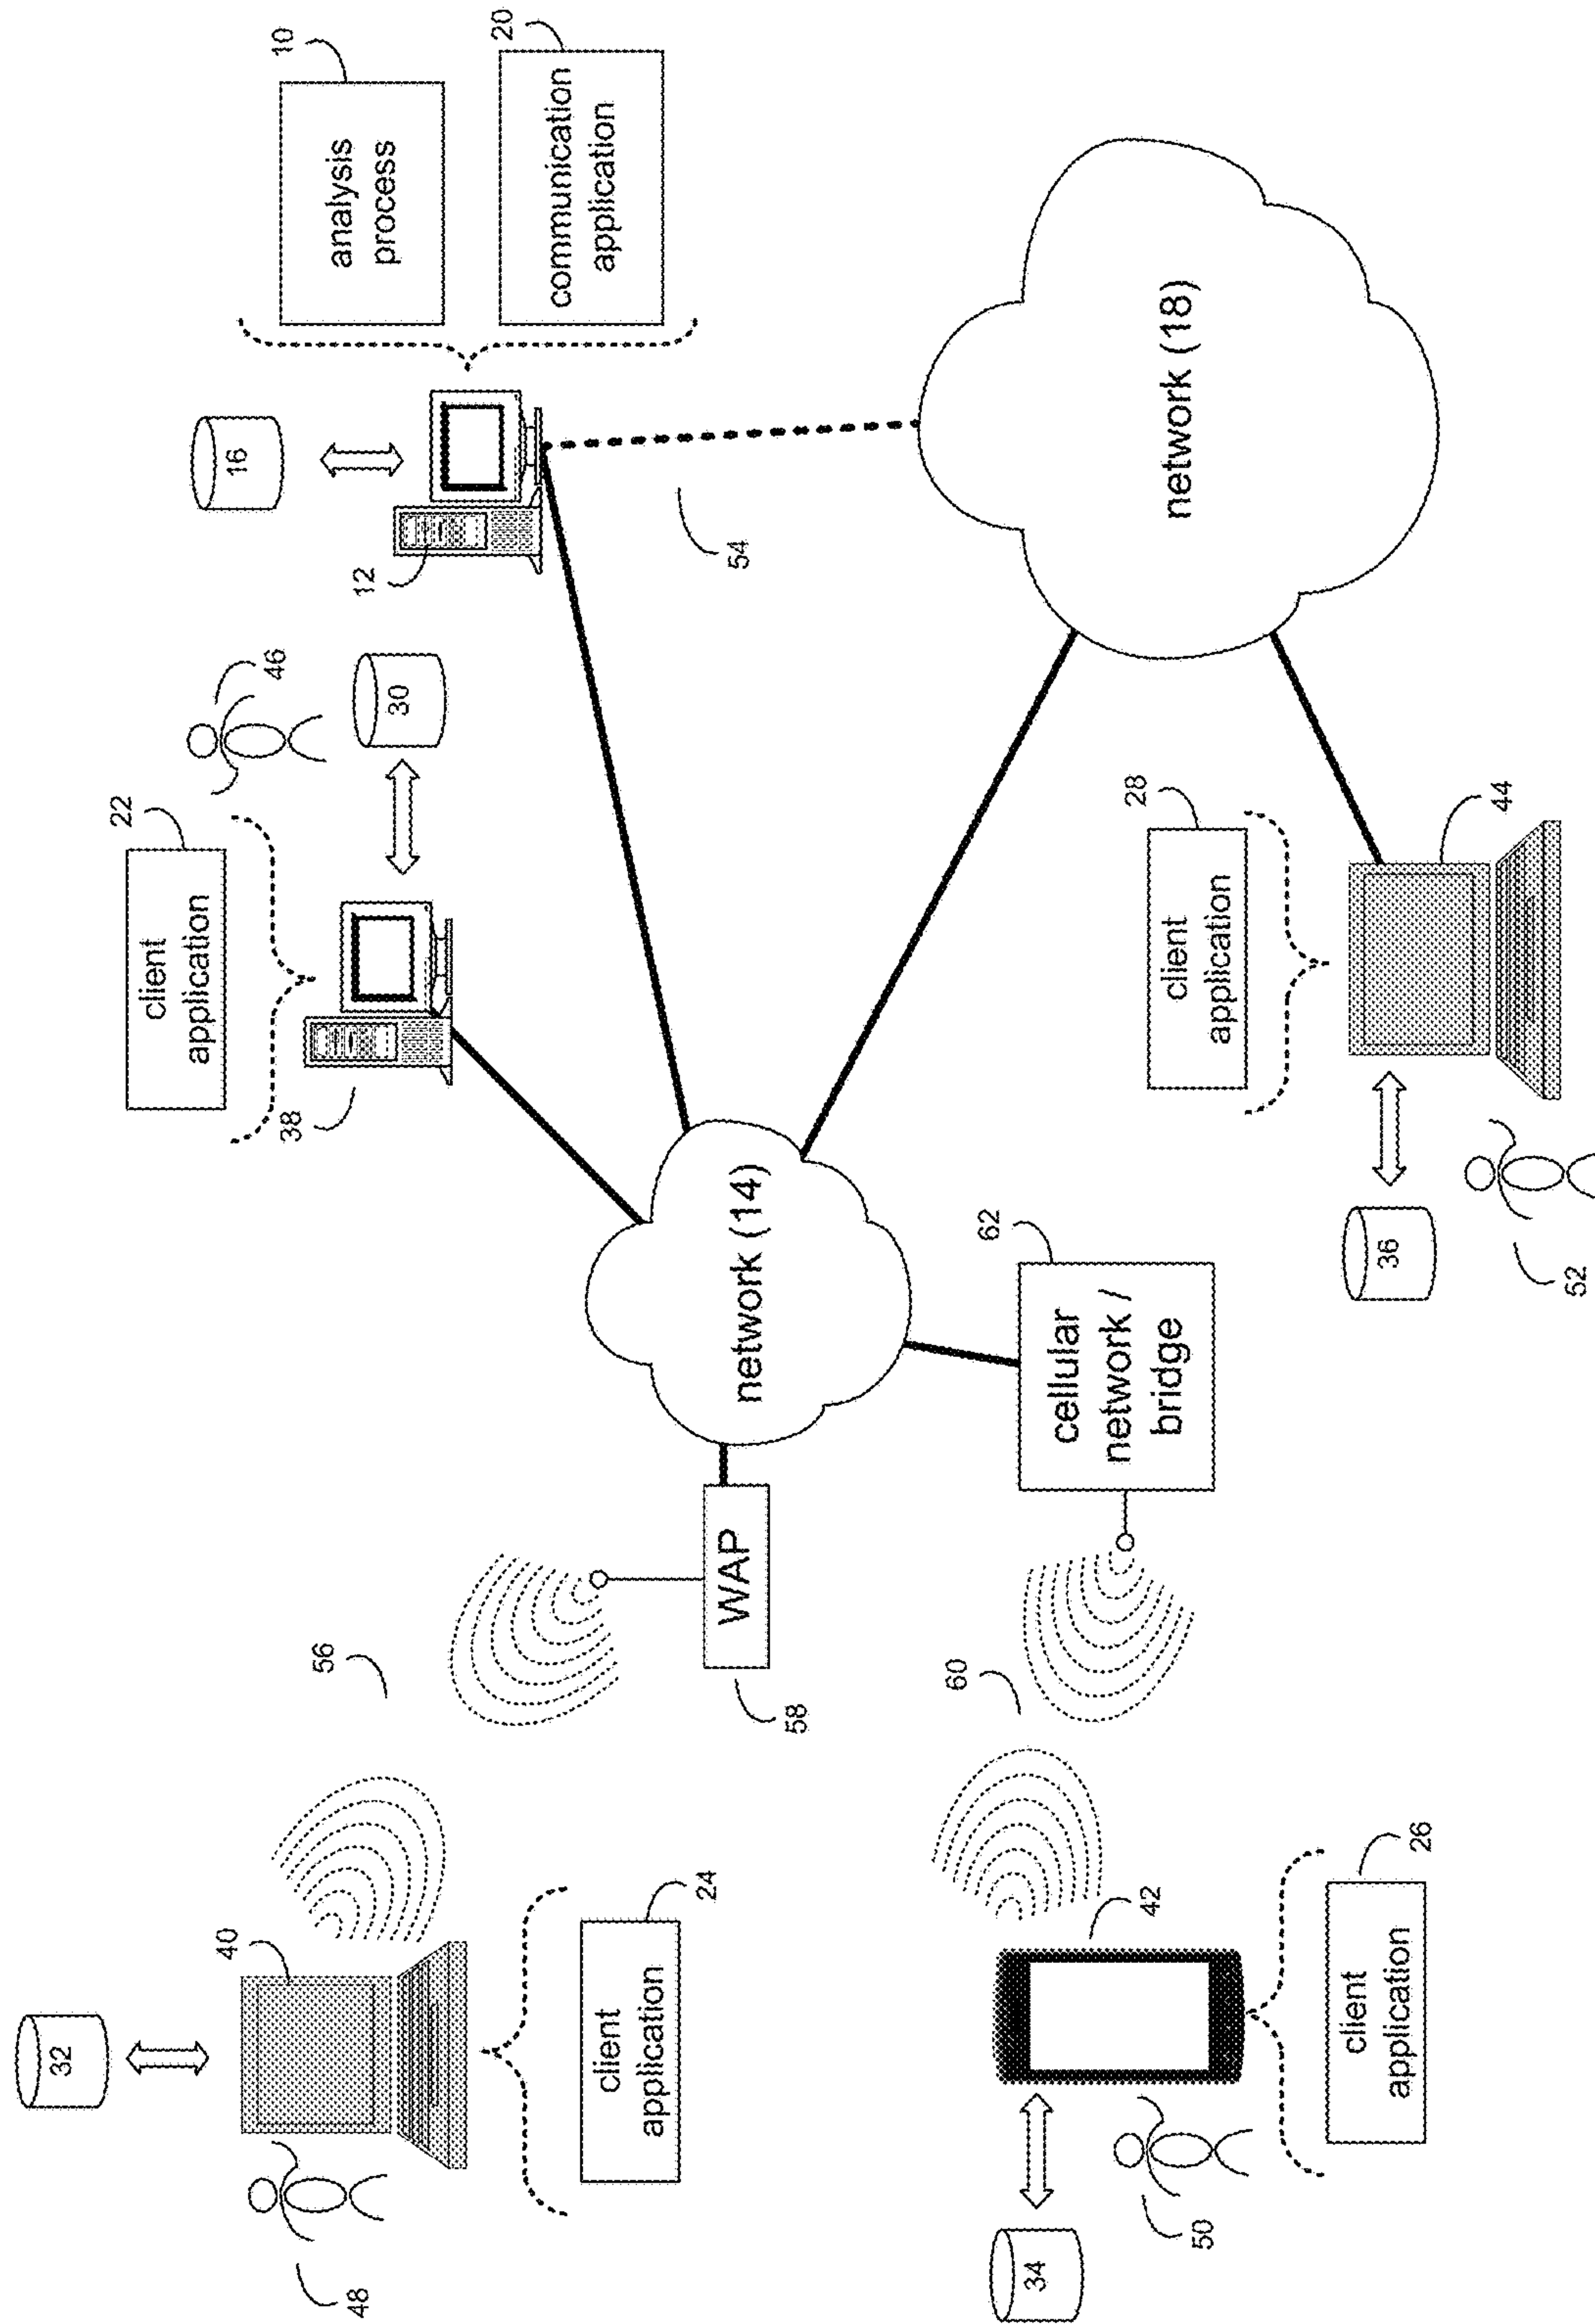 32
22
client
application
16
40
46
10
38
56
analysis
process
48
12
30
20
communication
application
client
application
24
54
WAP
network (14)
58
60
62
34
cellular
network /
bridge
28
42
client
application
network (18)
50
client
application
36
26
44
52